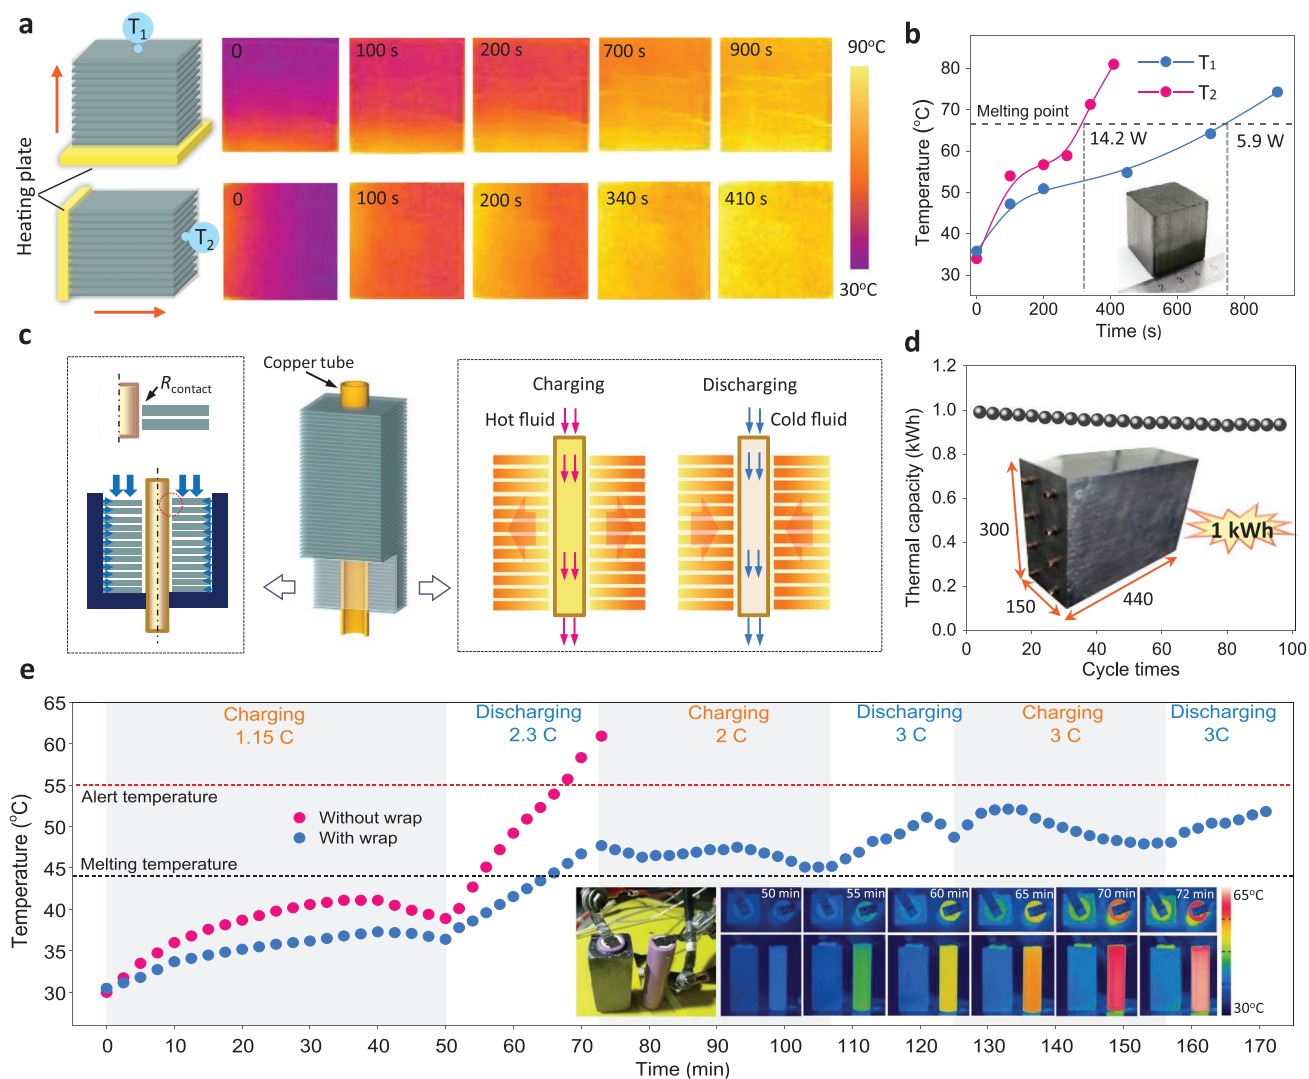 a
T1
0
100 s
200 s
700 s
900 s
90°C
Heating plate
T2
0
100 s
200 s
340 s
410 s
30°C
b
Temperature (°C)
80
70
60
50
40
30
T1
T2
Melting point
14.2 W
5.9 W
0
200
400
600
800
Time (s)
c
Rcontact
Copper tube
Charging
Discharging
Hot fluid
Cold fluid
d
Thermal capacity (kWh)
1.2
1.0
0.8
0.6
0.4
0.2
0.0
300
150
440
1 kWh
0
20
40
60
80
100
Cycle times
e
Temperature (°C)
65
60
55
50
45
40
35
30
Charging
1.15 C
Discharging
2.3 C
Charging
2 C
Discharging
3 C
Charging
3 C
Discharging
3C
Alert temperature
Without wrap
With wrap
Melting temperature
50 min
55 min
60 min
65 min
70 min
72 min
65°C
30°C
0
10
20
30
40
50
60
70
80
90
100
110
120
130
140
150
160
170
Time (min)